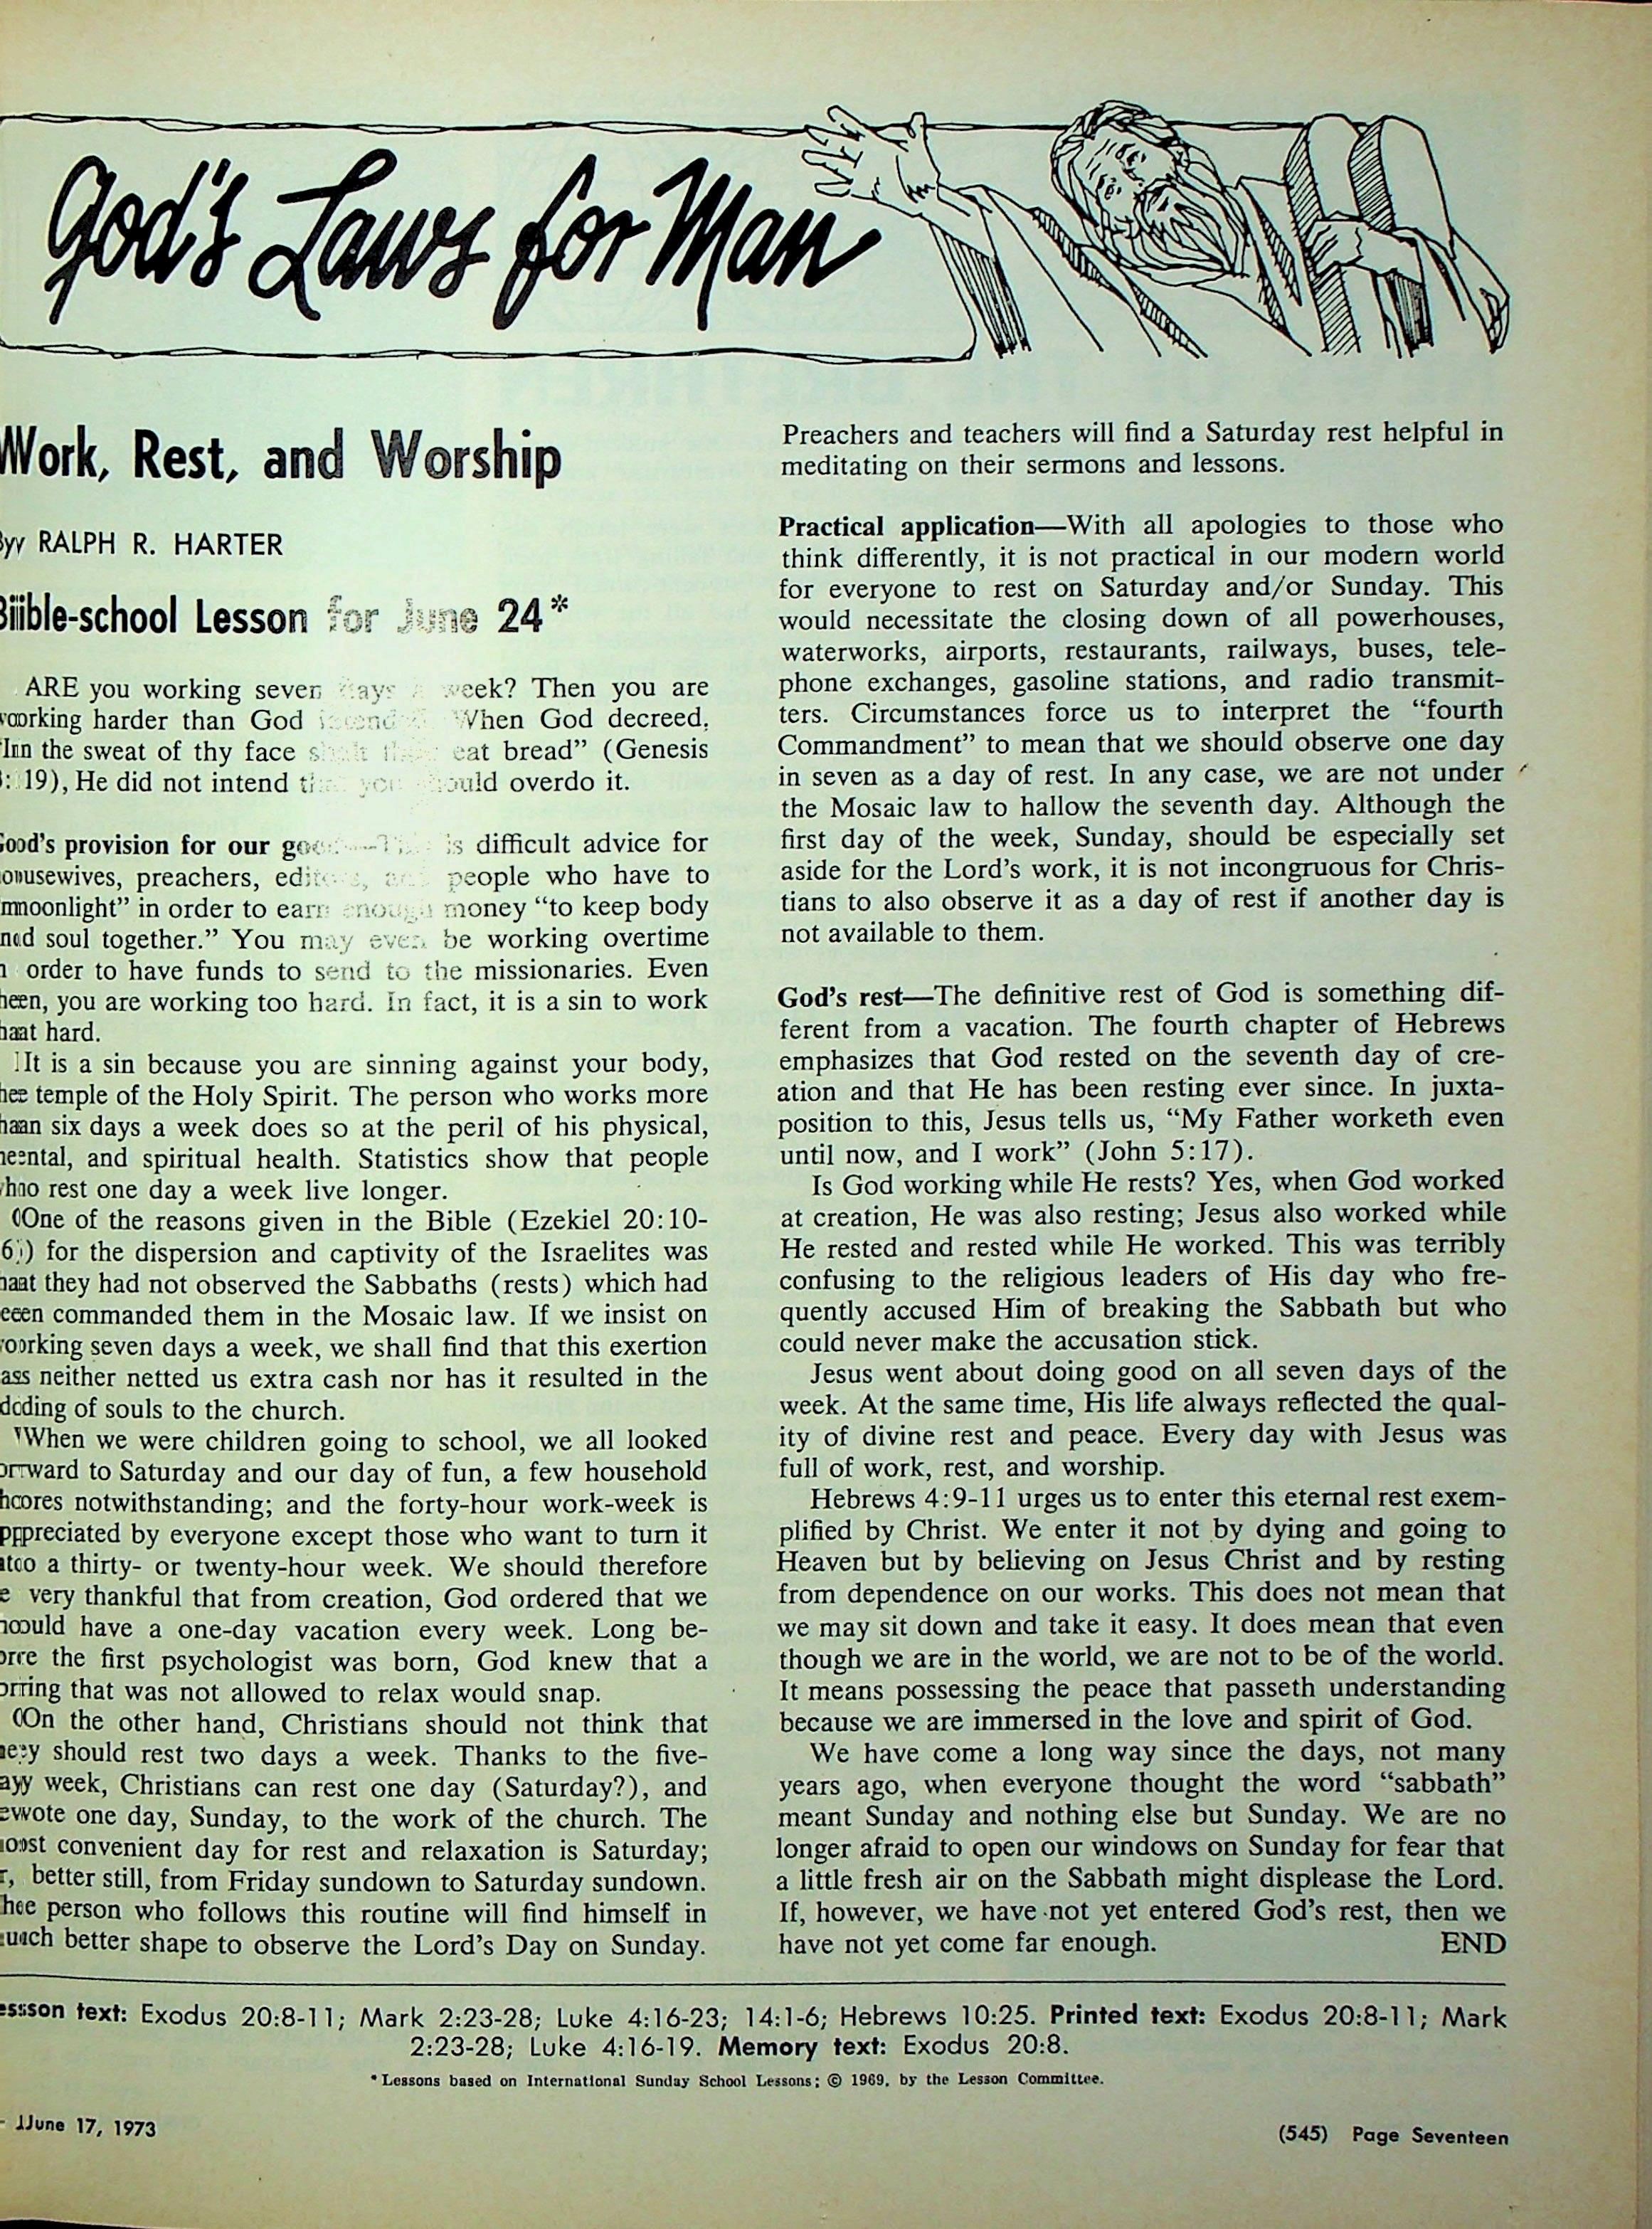 God's Laws for Man
Work, Rest, and Worship
By RALPH R. HARTER
Bible-school Lesson for June 24*
ARE you working seven days a week? Then you are
working harder than God intended. When God decreed,
"In the sweat of thy face shalt thou eat bread" (Genesis
3:19), He did not intend that you should overdo it.
God's provision for our good—This is difficult advice for
housewives, preachers, editors, and people who have to
"moonlight" in order to earn enough money "to keep body
and soul together." You may even be working overtime
in order to have funds to send to the missionaries. Even
then, you are working too hard. In fact, it is a sin to work
that hard.
It is a sin because you are sinning against your body,
the temple of the Holy Spirit. The person who works more
than six days a week does so at the peril of his physical,
mental, and spiritual health. Statistics show that people
who rest one day a week live longer.
One of the reasons given in the Bible (Ezekiel 20:10-
16) for the dispersion and captivity of the Israelites was
that they had not observed the Sabbaths (rests) which had
been commanded them in the Mosaic law. If we insist on
working seven days a week, we shall find that this exertion
has neither netted us extra cash nor has it resulted in the
adding of souls to the church.
When we were children going to school, we all looked
forward to Saturday and our day of fun, a few household
chores notwithstanding; and the forty-hour work-week is
appreciated by everyone except those who want to turn it
into a thirty- or twenty-hour week. We should therefore
be very thankful that from creation, God ordered that we
should have a one-day vacation every week. Long be-
fore the first psychologist was born, God knew that a
spring that was not allowed to relax would snap.
On the other hand, Christians should not think that
they should rest two days a week. Thanks to the five-
day week, Christians can rest one day (Saturday?), and
devote one day, Sunday, to the work of the church. The
most convenient day for rest and relaxation is Saturday;
or, better still, from Friday sundown to Saturday sundown.
The person who follows this routine will find himself in
much better shape to observe the Lord's Day on Sunday.
Preachers and teachers will find a Saturday rest helpful in
meditating on their sermons and lessons.
Practical application—With all apologies to those who
think differently, it is not practical in our modern world
for everyone to rest on Saturday and/or Sunday. This
would necessitate the closing down of all powerhouses,
waterworks, airports, restaurants, railways, buses, tele-
phone exchanges, gasoline stations, and radio transmit-
ters. Circumstances force us to interpret the "fourth
Commandment" to mean that we should observe one day
in seven as a day of rest. In any case, we are not under
the Mosaic law to hallow the seventh day. Although the
first day of the week, Sunday, should be especially set
aside for the Lord's work, it is not incongruous for Chris-
tians to also observe it as a day of rest if another day is
not available to them.
God's rest—The definitive rest of God is something dif-
ferent from a vacation. The fourth chapter of Hebrews
emphasizes that God rested on the seventh day of cre-
ation and that He has been resting ever since. In juxta-
position to this, Jesus tells us, "My Father worketh even
until now, and I work" (John 5:17).
Is God working while He rests? Yes, when God worked
at creation, He was also resting; Jesus also worked while
He rested and rested while He worked. This was terribly
confusing to the religious leaders of His day who fre-
quently accused Him of breaking the Sabbath but who
could never make the accusation stick.
Jesus went about doing good on all seven days of the
week. At the same time, His life always reflected the qual-
ity of divine rest and peace. Every day with Jesus was
full of work, rest, and worship.
Hebrews 4:9-11 urges us to enter this eternal rest exem-
plified by Christ. We enter it not by dying and going to
Heaven but by believing on Jesus Christ and by resting
from dependence on our works. This does not mean that
we may sit down and take it easy. It does mean that even
though we are in the world, we are not to be of the world.
It means possessing the peace that passeth understanding
because we are immersed in the love and spirit of God.
We have come a long way since the days, not many
years ago, when everyone thought the word "sabbath"
meant Sunday and nothing else but Sunday. We are no
longer afraid to open our windows on Sunday for fear that
a little fresh air on the Sabbath might displease the Lord.
If, however, we have not yet entered God's rest, then we
have not yet come far enough. END
Lesson text: Exodus 20:8-11; Mark 2:23-28; Luke 4:16-23; 14:1-6; Hebrews 10:25. Printed text: Exodus 20:8-11; Mark
2:23-28; Luke 4:16-19. Memory text: Exodus 20:8.
*Lessons based on International Sunday School Lessons; © 1969, by the Lesson Committee.
June 17, 1973
(545) Page Seventeen